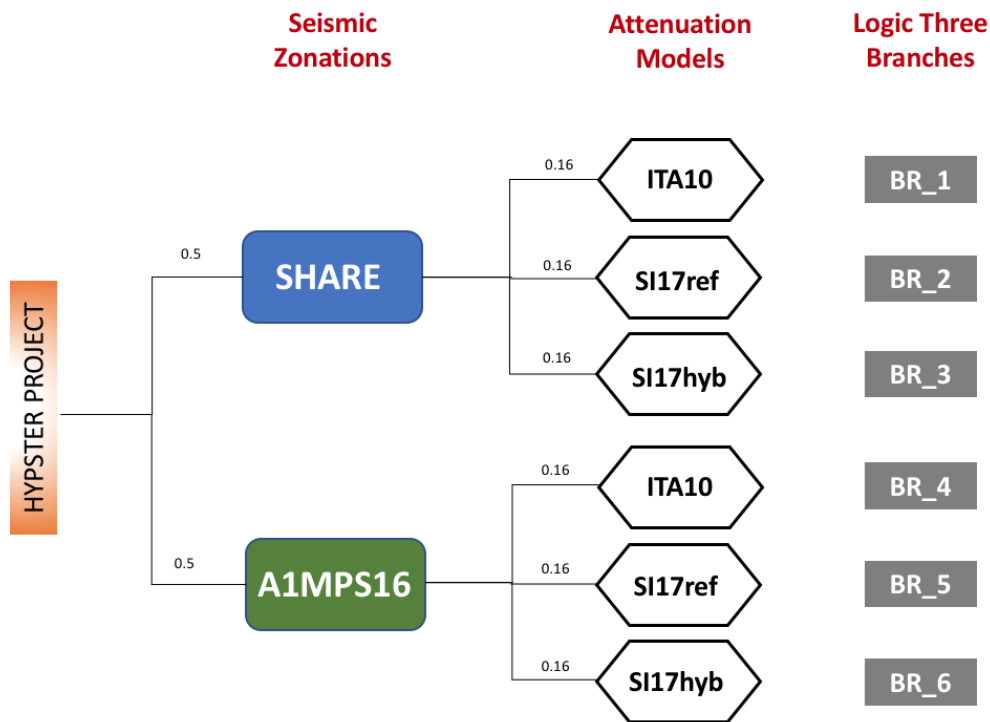 Seismic
Zonations
Attenuation
Models
Logic Three
Branches
HYPSTER PROJECT
0.5
SHARE
0.16
ITA10
BR_1
0.16
SI17ref
BR_2
0.16
SI17hyb
BR_3
0.5
A1MPS16
0.16
ITA10
BR_4
0.16
SI17ref
BR_5
0.16
SI17hyb
BR_6